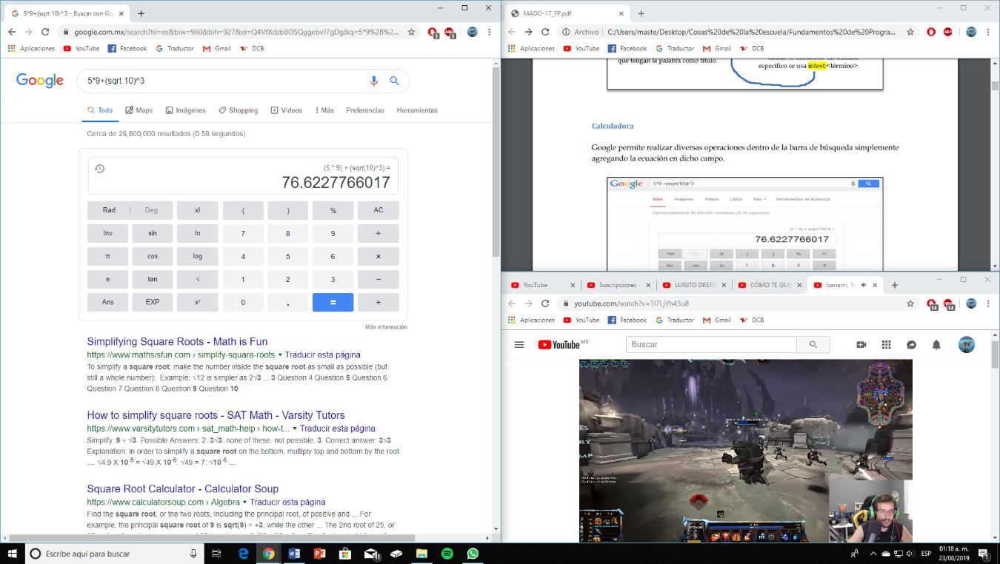 5*9+(sqrt 10)^3 - Buscar con Go
google.com.mx/search?hl=es&biw=960&bih=927&ei=Q4VfXdzbBOSQggebvJ7gDg&q=5*9%2B%2...
Aplicaciones YouTube Facebook Traductor Gmail DCB
Google
5*9+(sqrt 10)^3
Todo Maps Imágenes Shopping Vídeos Más Preferencias Herramientas
Cerca de 28,800,000 resultados (0.58 segundos)
(5 * 9) + (sqrt(10)^3) =
76.6227766017
Rad Deg x! ( ) % AC
Inv sin ln 7 8 9 ÷
π cos log 4 5 6 ×
e tan √ 1 2 3 −
Ans EXP xʸ 0 . = +
Más información
Simplifying Square Roots - Math is Fun
https://www.mathsisfun.com › simplify-square-roots ▾ Traducir esta página
To simplify a square root: make the number inside the square root as small as possible (but
still a whole number):. Example: √12 is simpler as 2√3 ... 3 Question 4 Question 5 Question 6
Question 7 Question 8 Question 9 Question 10.
How to simplify square roots - SAT Math - Varsity Tutors
https://www.varsitytutors.com › sat_math-help › how-t... ▾ Traducir esta página
Simplify. 9 ÷ √3. Possible Answers: 2. 3√3. none of these. not possible. 3. Correct answer: 3√3.
Explanation: in order to simplify a square root on the bottom, multiply top and bottom by the root
.... √4.9 X 10⁻⁵ = √49 X 10⁻⁶. √49 = 7; √10⁻⁶ ...
Square Root Calculator - Calculator Soup
https://www.calculatorsoup.com › Algebra ▾ Traducir esta página
Find the square root, or the two roots, including the principal root, of positive and ... For
example, the principal square root of 9 is sqrt(9) = +3, while the other ... The 2nd root of 25, or
MADO-17_FP.pdf
Archivo C:/Users/maste/Desktop/Cosas%20de%20la%20escuela/Fundamentos%20de%20Progra...
Aplicaciones YouTube Facebook Traductor Gmail DCB
que tengan la palabra como título.
donde se encuentre un término
específico se usa intext:<término>.
Calculadora
Google permite realizar diversas operaciones dentro de la barra de búsqueda simplemente
agregando la ecuación en dicho campo.
Google 5*9 +(sqrt(10))^3
Web Imágenes Vídeos Libros Más Herramientas de búsqueda
Aproximadamente 84,900,000 resultados (0.39 segundos)
(5 * 9) + (sqrt(10)^3) =
76.6227766017
Rad x! ( ) % AC
Inv sin ln 7 8 9 ÷
YouTube Suscripciones - LUISITO DESTR CÓMO TE GUS Izanami, Yo
youtube.com/watch?v=TI7LjYh43u8
14 14
Aplicaciones YouTube Facebook Traductor Gmail DCB
YouTube MX Buscar
Escribe aquí para buscar
ESP
01:18 a. m.
23/08/2019